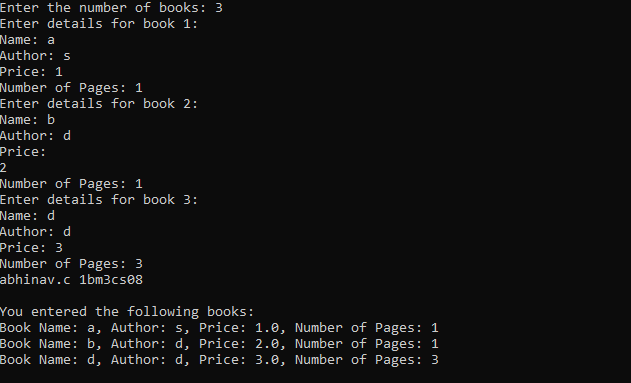 Enter the number of books: 3
Enter details for book 1:
Name: a
Author: s
Price: 1
Number of Pages: 1
Enter details for book 2:
Name: b
Author: d
Price:
2
Number of Pages: 1
Enter details for book 3:
Name: d
Author: d
Price: 3
Number of Pages: 3
abhinav.c 1bm3cs08
You entered the following books:
Book Name: a, Author: s, Price: 1.0, Number of Pages: 1
Book Name: b, Author: d, Price: 2.0, Number of Pages: 1
Book Name: d, Author: d, Price: 3.0, Number of Pages: 3